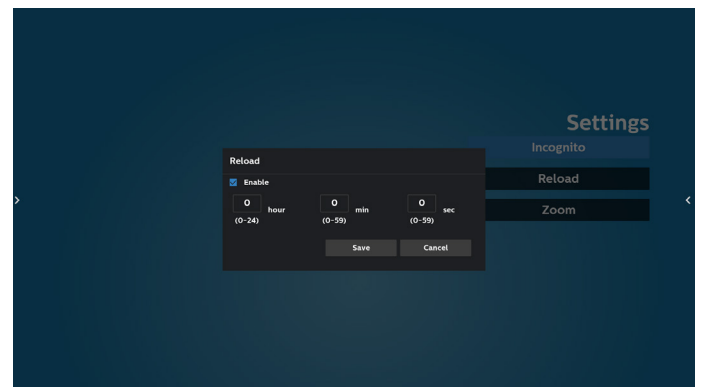 Settings
Incognito
Reload
Zoom
Reload
Enable
0 hour 0 min 0 sec
(0~24) (0~59) (0~59)
Save Cancel